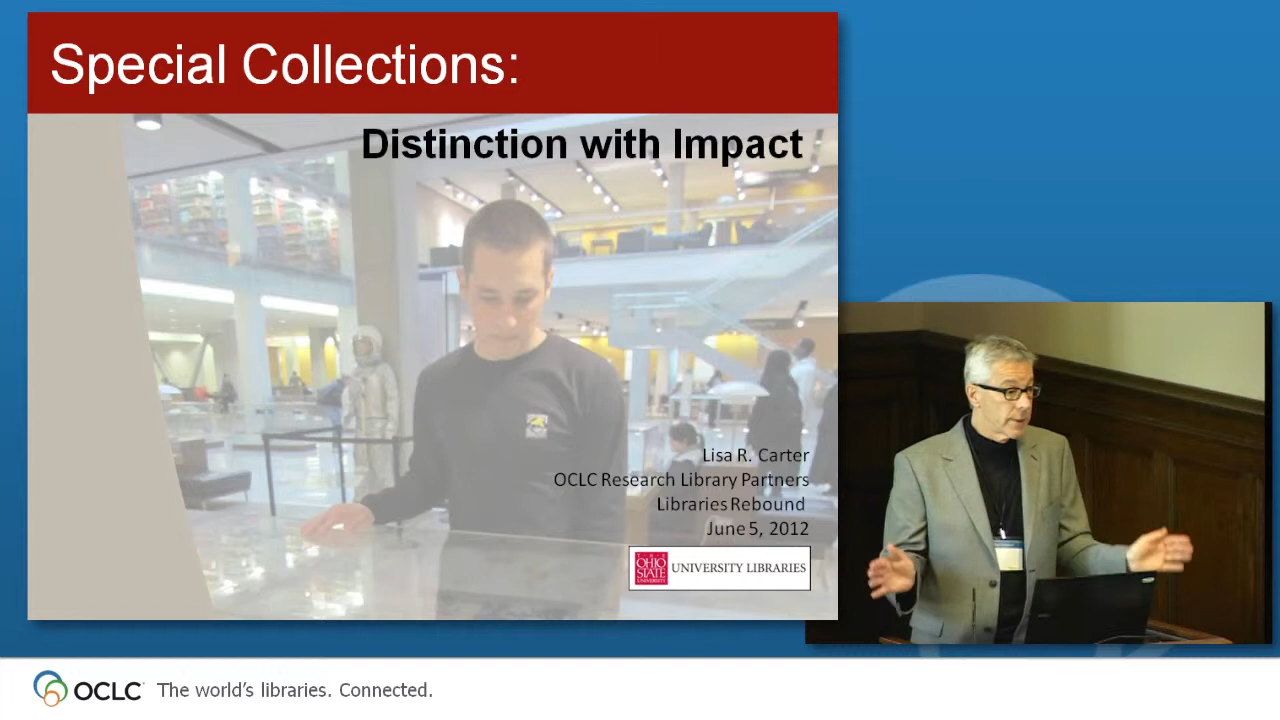 Special Collections:
Distinction with Impact
Lisa R. Carter
OCLC Research Library Partners
Libraries Rebound
June 5, 2012
THE
OHIO
STATE
UNIVERSITY
UNIVERSITY LIBRARIES
OCLC
The world's libraries. Connected.